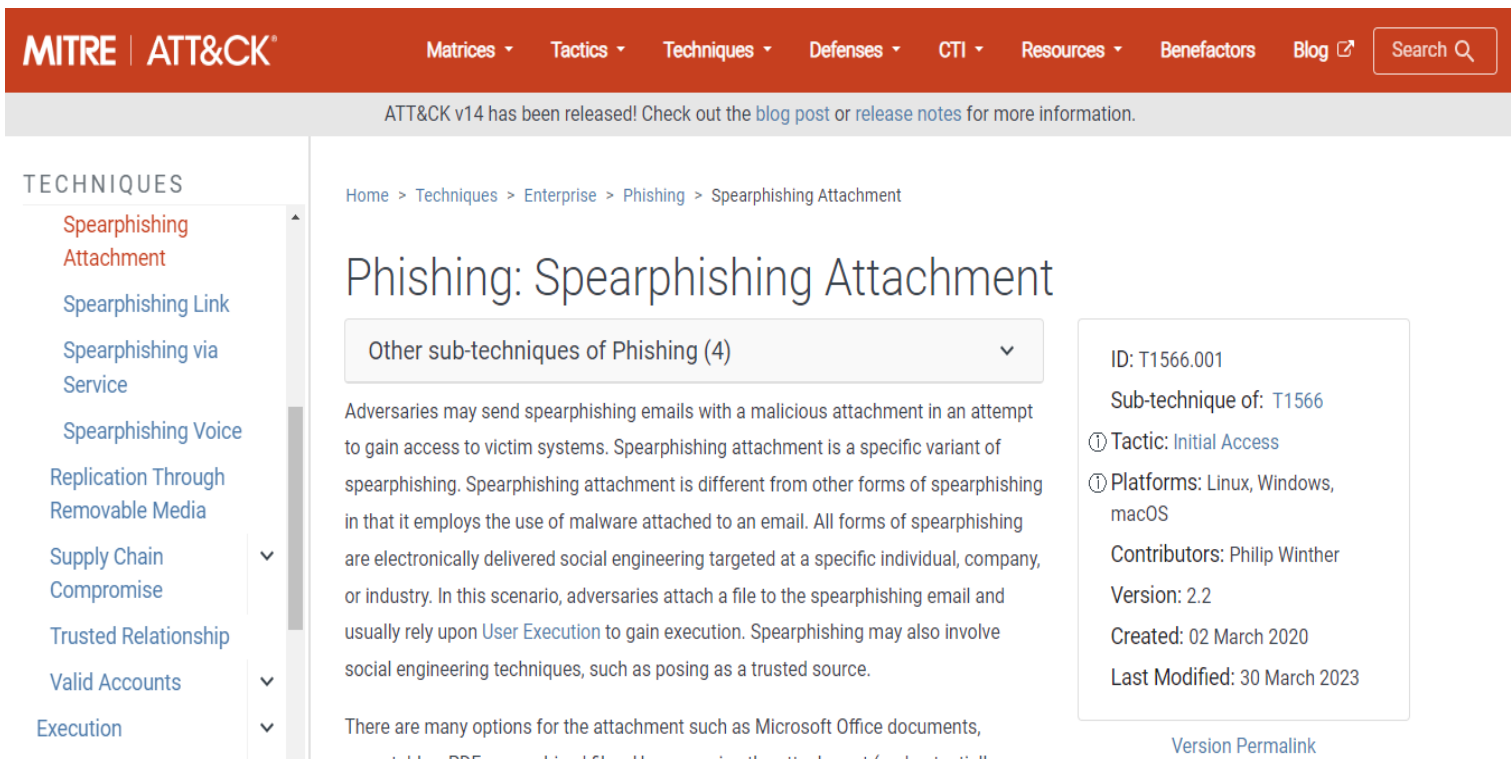 MITRE | ATT&CK®
Matrices
Tactics
Techniques
Defenses
CTI
Resources
Benefactors
Blog
Search
ATT&CK v14 has been released! Check out the blog post or release notes for more information.
TECHNIQUES
Spearphishing
Attachment
Spearphishing Link
Spearphishing via
Service
Spearphishing Voice
Replication Through
Removable Media
Supply Chain
Compromise
Trusted Relationship
Valid Accounts
Execution
Home > Techniques > Enterprise > Phishing > Spearphishing Attachment
Phishing: Spearphishing Attachment
Other sub-techniques of Phishing (4)
Adversaries may send spearphishing emails with a malicious attachment in an attempt
to gain access to victim systems. Spearphishing attachment is a specific variant of
spearphishing. Spearphishing attachment is different from other forms of spearphishing
in that it employs the use of malware attached to an email. All forms of spearphishing
are electronically delivered social engineering targeted at a specific individual, company,
or industry. In this scenario, adversaries attach a file to the spearphishing email and
usually rely upon User Execution to gain execution. Spearphishing may also involve
social engineering techniques, such as posing as a trusted source.
There are many options for the attachment such as Microsoft Office documents,
ID: T1566.001
Sub-technique of: T1566
ⓘ Tactic: Initial Access
ⓘ Platforms: Linux, Windows,
macOS
Contributors: Philip Winther
Version: 2.2
Created: 02 March 2020
Last Modified: 30 March 2023
Version Permalink